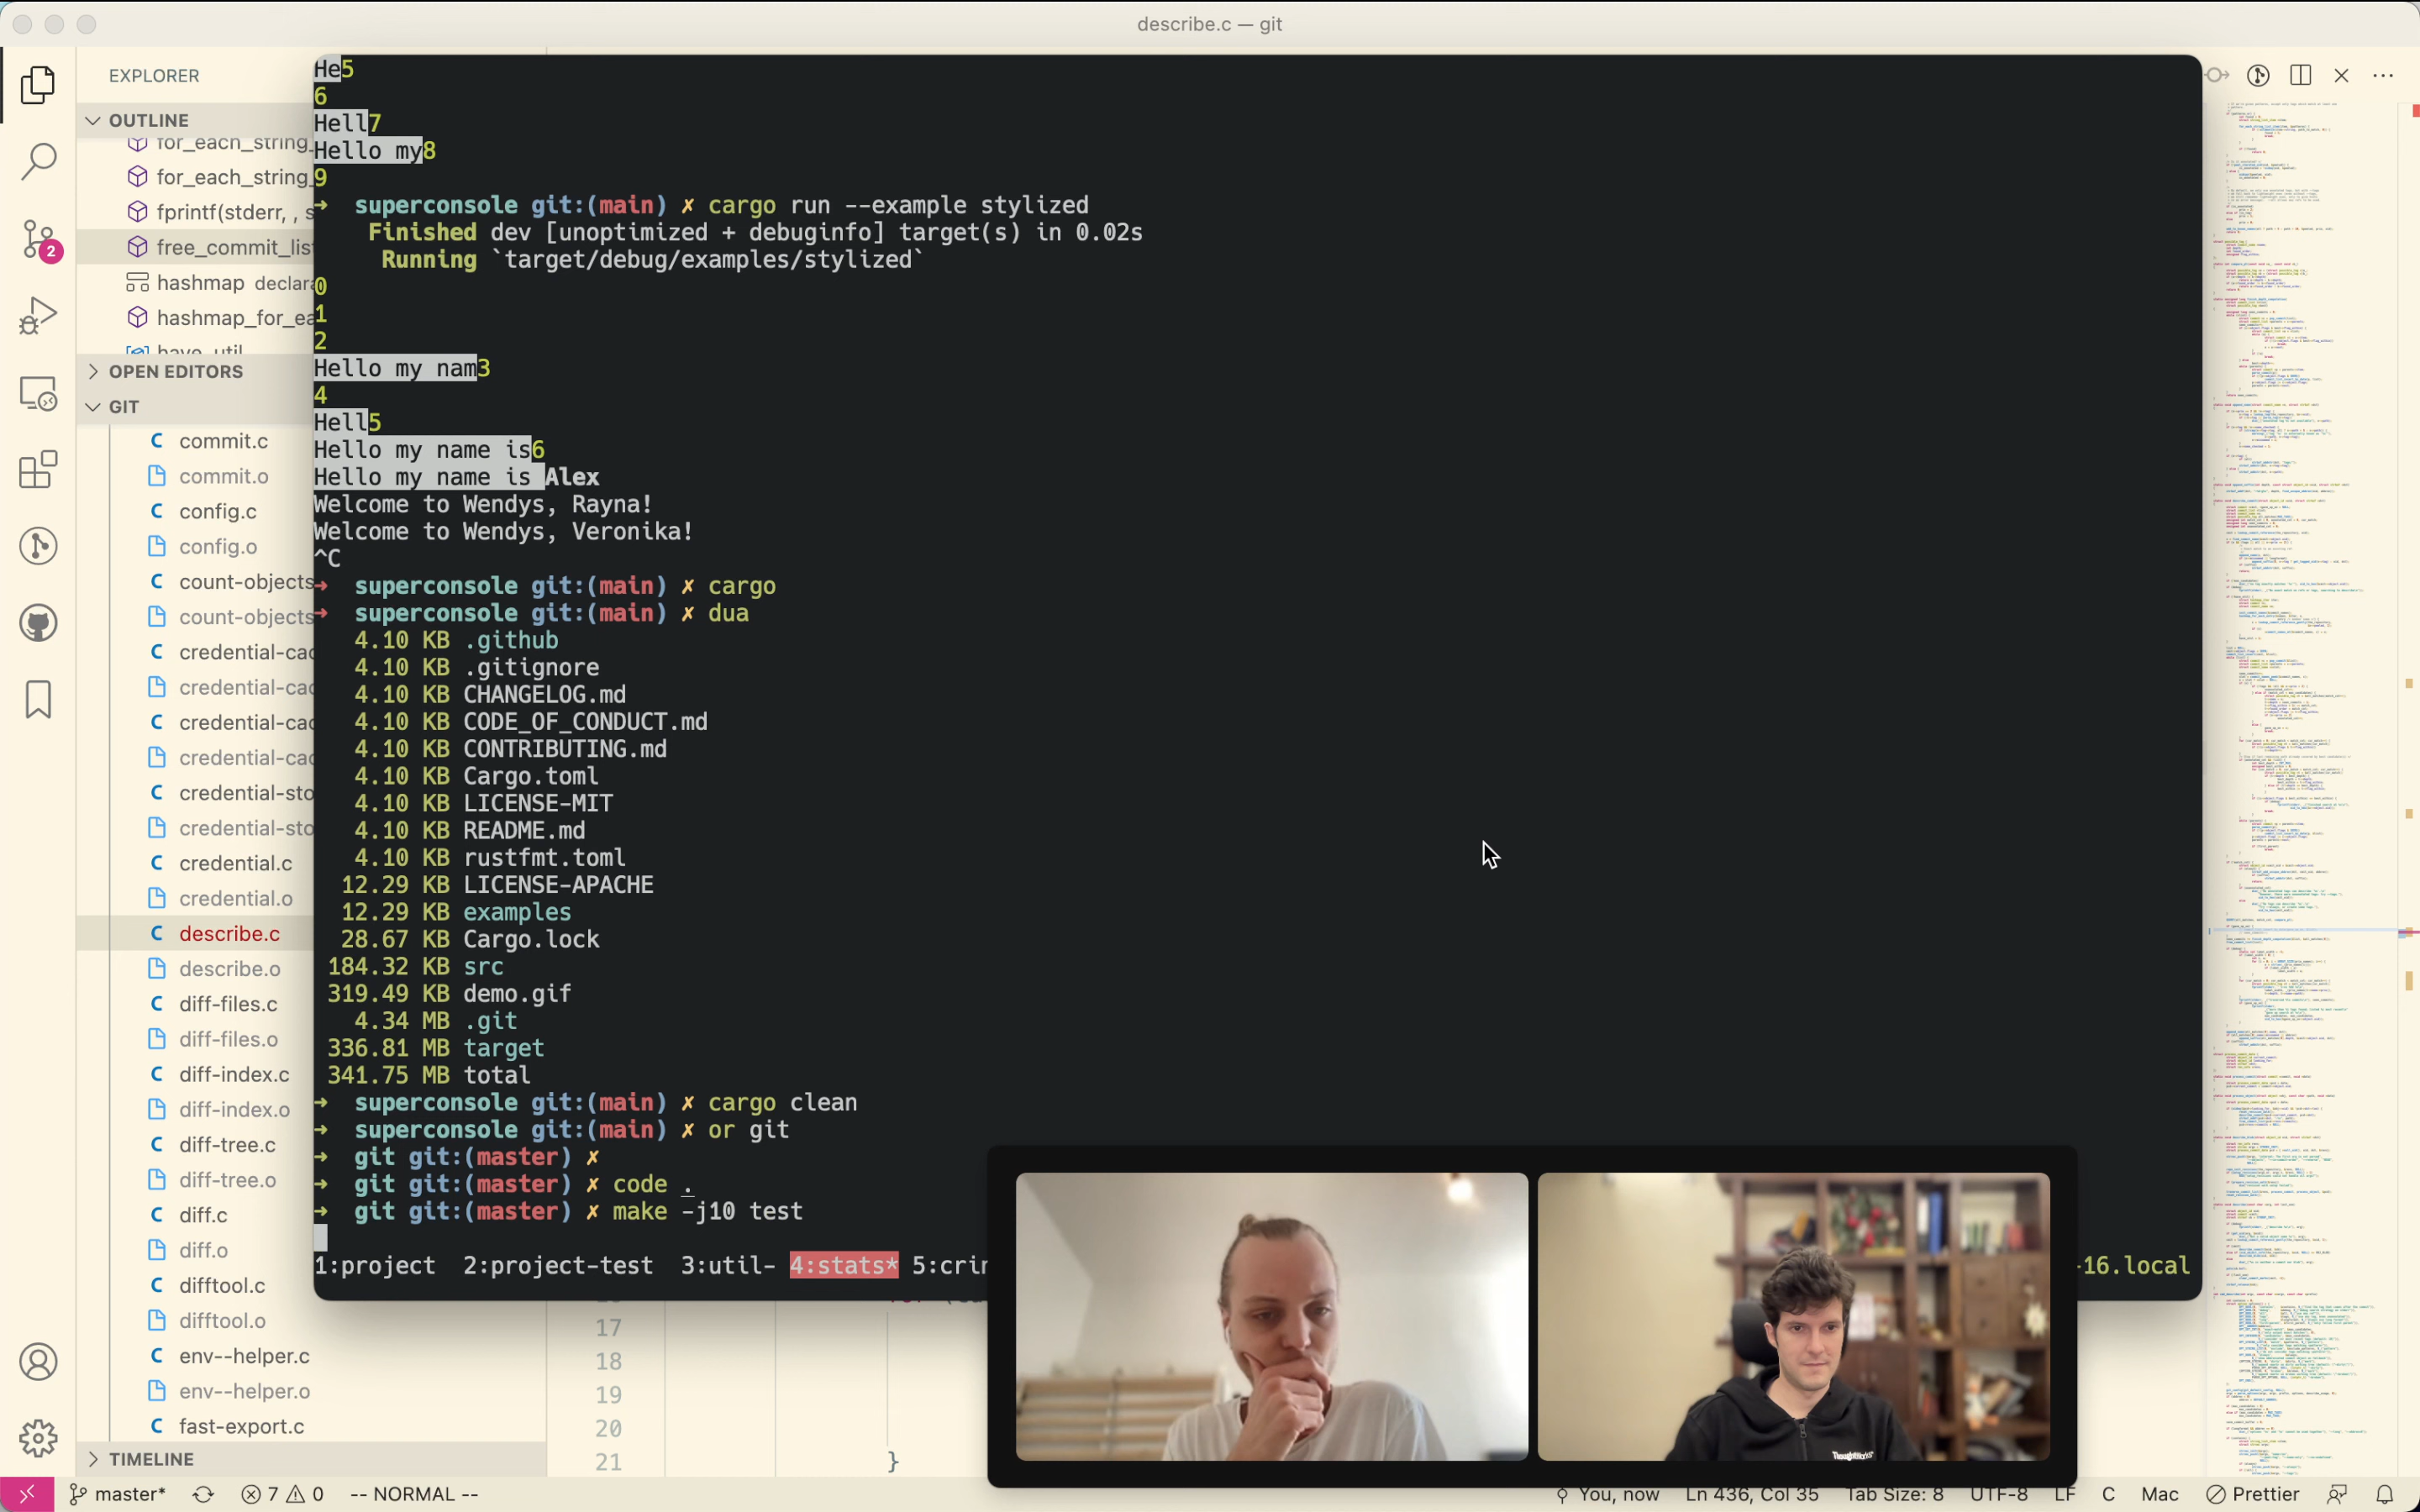 describe.c — git
EXPLORER
OUTLINE
for_each_string_
for_each_string_
fprintf(stderr, , s
free_commit_list
hashmap declara
hashmap_for_ea
have_util
OPEN EDITORS
GIT
commit.c
commit.o
config.c
config.o
count-objects
count-objects
credential-cac
credential-cac
credential-cac
credential-cac
credential-sto
credential-sto
credential.c
credential.o
describe.c
describe.o
diff-files.c
diff-files.o
diff-index.c
diff-index.o
diff-tree.c
diff-tree.o
diff.c
diff.o
difftool.c
difftool.o
env--helper.c
env--helper.o
fast-export.c
TIMELINE
2
He5
6
Hell7
Hello my8
9
➜ superconsole git:(main) ✗ cargo run --example stylized
Finished dev [unoptimized + debuginfo] target(s) in 0.02s
Running `target/debug/examples/stylized`
0
1
2
Hello my nam3
4
Hell5
Hello my name is6
Hello my name is Alex
Welcome to Wendys, Rayna!
Welcome to Wendys, Veronika!
^C
➜ superconsole git:(main) ✗ cargo
➜ superconsole git:(main) ✗ dua
4.10 KB .github
4.10 KB .gitignore
4.10 KB CHANGELOG.md
4.10 KB CODE_OF_CONDUCT.md
4.10 KB CONTRIBUTING.md
4.10 KB Cargo.toml
4.10 KB LICENSE-MIT
4.10 KB README.md
4.10 KB rustfmt.toml
12.29 KB LICENSE-APACHE
12.29 KB examples
28.67 KB Cargo.lock
184.32 KB src
319.49 KB demo.gif
4.34 MB .git
336.81 MB target
341.75 MB total
➜ superconsole git:(main) ✗ cargo clean
➜ superconsole git:(main) ✗ or git
➜ git git:(master) ✗
➜ git git:(master) ✗ code .
➜ git git:(master) ✗ make -j10 test
1:project 2:project-test 3:util- 4:stats* 5:crin
-16.local
17
18
19
20
21 }
ThoughtWorks
master* 7 0 -- NORMAL -- You, now Ln 436, Col 35 Tab Size: 8 UTF-8 LF C Mac Prettier